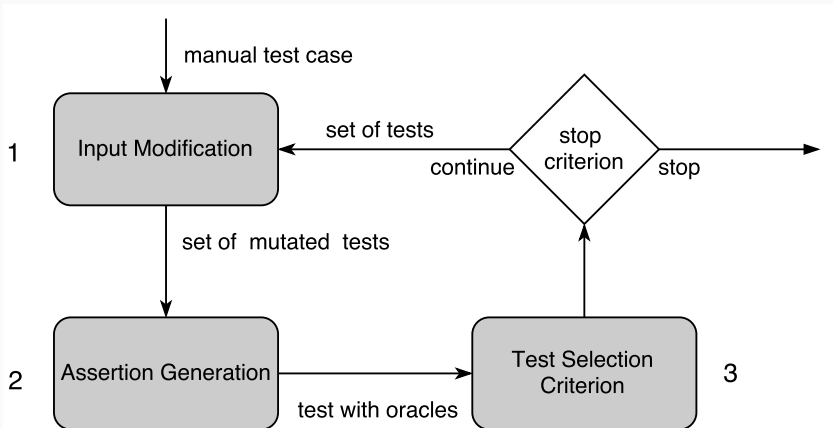 manual test case
1
Input Modification
set of tests
continue
stop
criterion
stop
set of mutated tests
2
Assertion Generation
test with oracles
Test Selection
Criterion
3